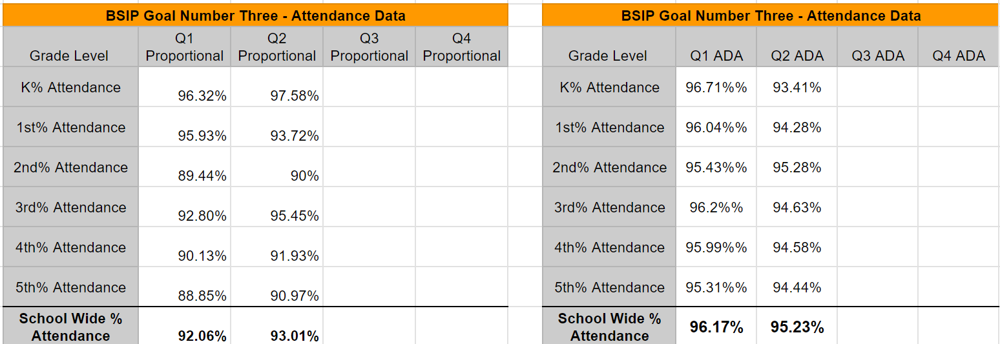 BSIP Goal Number Three - Attendance Data
Grade Level Q1 Proportional Q2 Proportional Q3 Proportional Q4 Proportional
K% Attendance 96.32% 97.58%
1st% Attendance 95.93% 93.72%
2nd% Attendance 89.44% 90%
3rd% Attendance 92.80% 95.45%
4th% Attendance 90.13% 91.93%
5th% Attendance 88.85% 90.97%
School Wide % Attendance 92.06% 93.01%
BSIP Goal Number Three - Attendance Data
Grade Level Q1 ADA Q2 ADA Q3 ADA Q4 ADA
K% Attendance 96.71%% 93.41%
1st% Attendance 96.04%% 94.28%
2nd% Attendance 95.43%% 95.28%
3rd% Attendance 96.2%% 94.63%
4th% Attendance 95.99%% 94.58%
5th% Attendance 95.31%% 94.44%
School Wide % Attendance 96.17% 95.23%